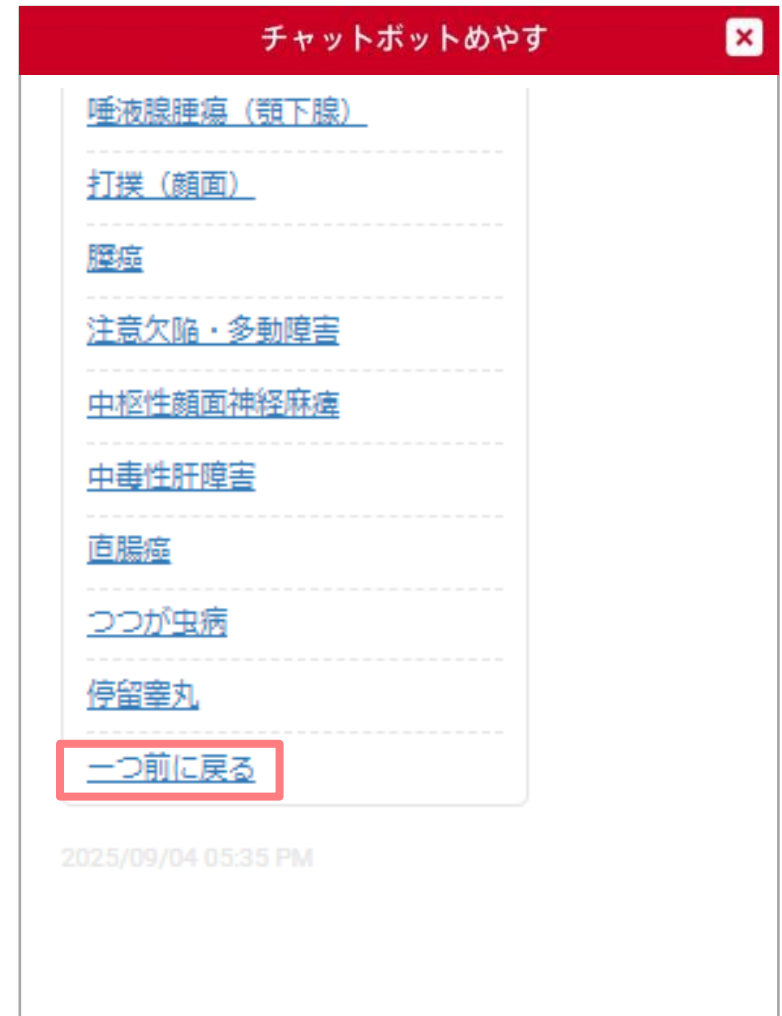 チャットボットめやす
唾液腺腫瘍（顎下腺）
打撲（顔面）
膣癌
注意欠陥・多動障害
中枢性顔面神経麻痺
中毒性肝障害
直腸癌
つつが虫病
停留睾丸
一つ前に戻る
2025/09/04 05:35 PM